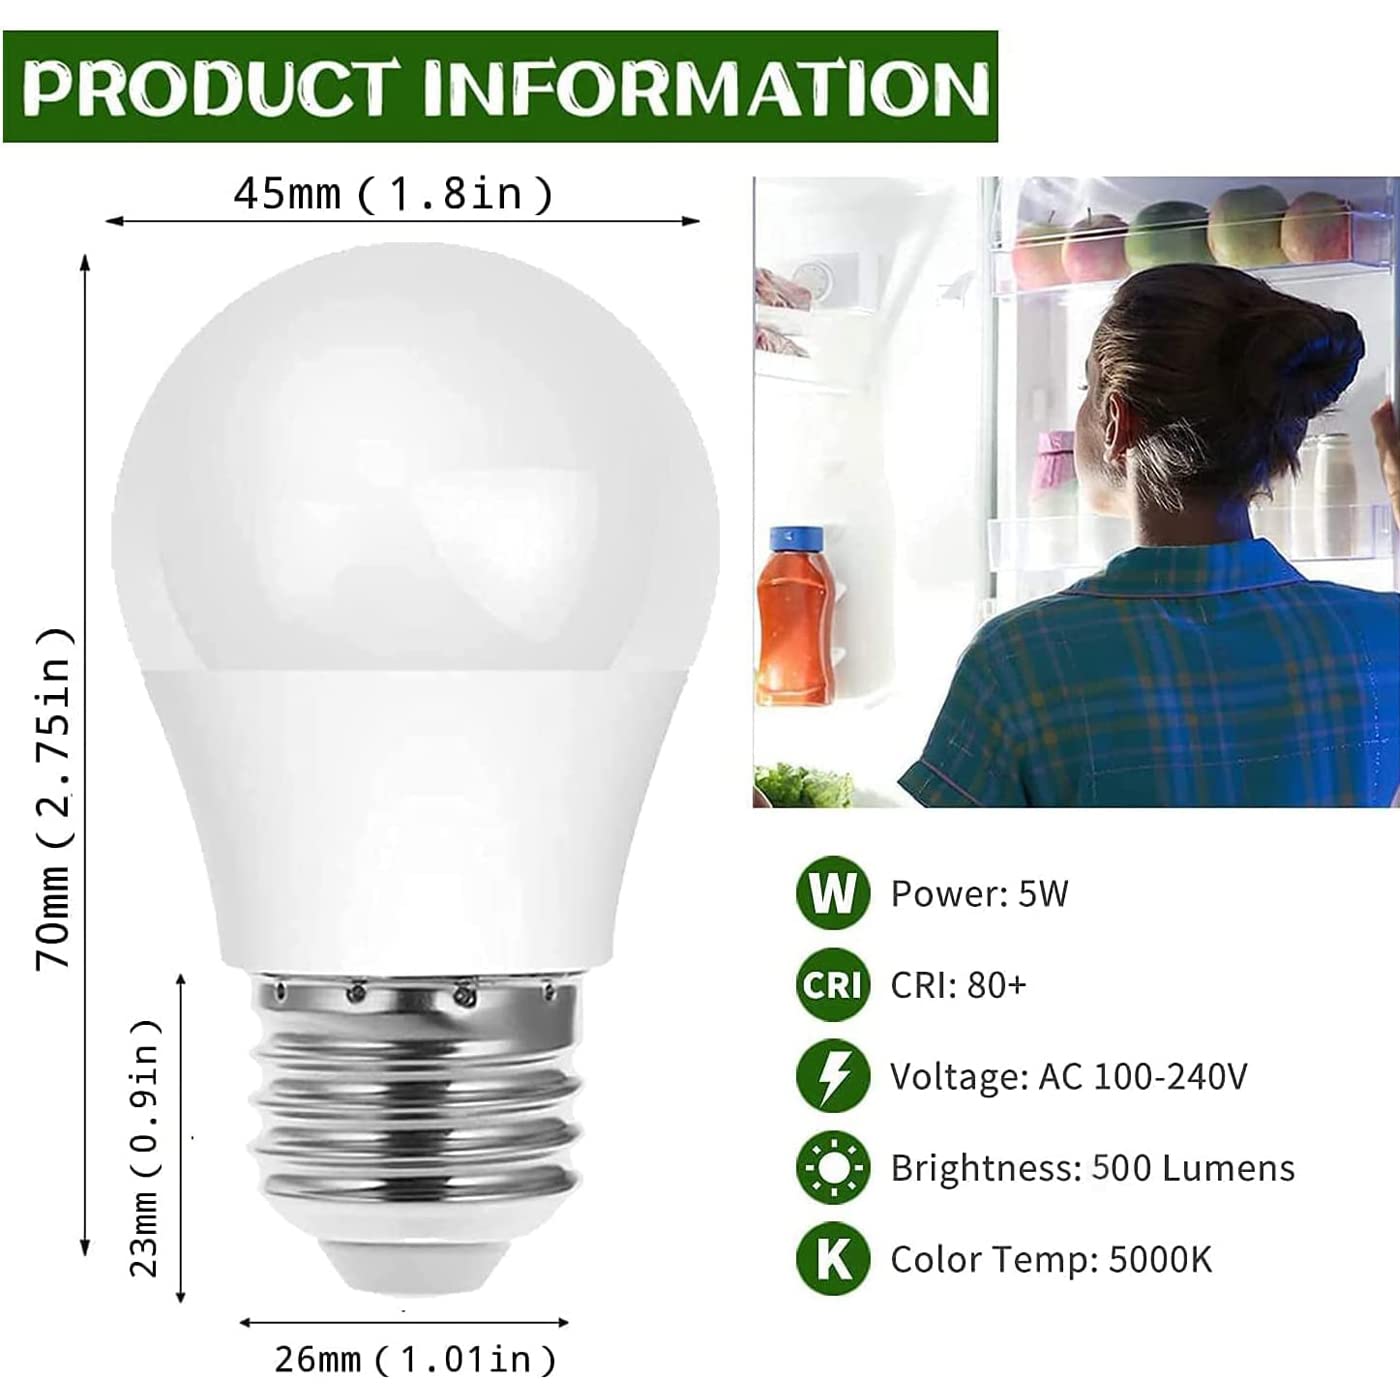 PRODUCT INFORMATION
45mm (1.8in)
70mm (2.75in)
23mm (0.9in)
26mm (1.01in)
W Power: 5W
CRI CRI: 80+
Voltage: AC 100-240V
Brightness: 500 Lumens
K Color Temp: 5000K